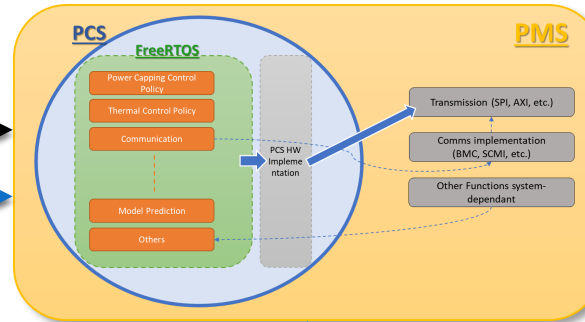 PCS
PMS
FreeRTOS
Power Capping Control
Policy
Thermal Control Policy
Communication
Model Prediction
Others
PCS HW
Impleme
ntation
Transmission (SPI, AXI, etc.)
Comms implementation
(BMC, SCMI, etc.)
Other Functions system-
dependant